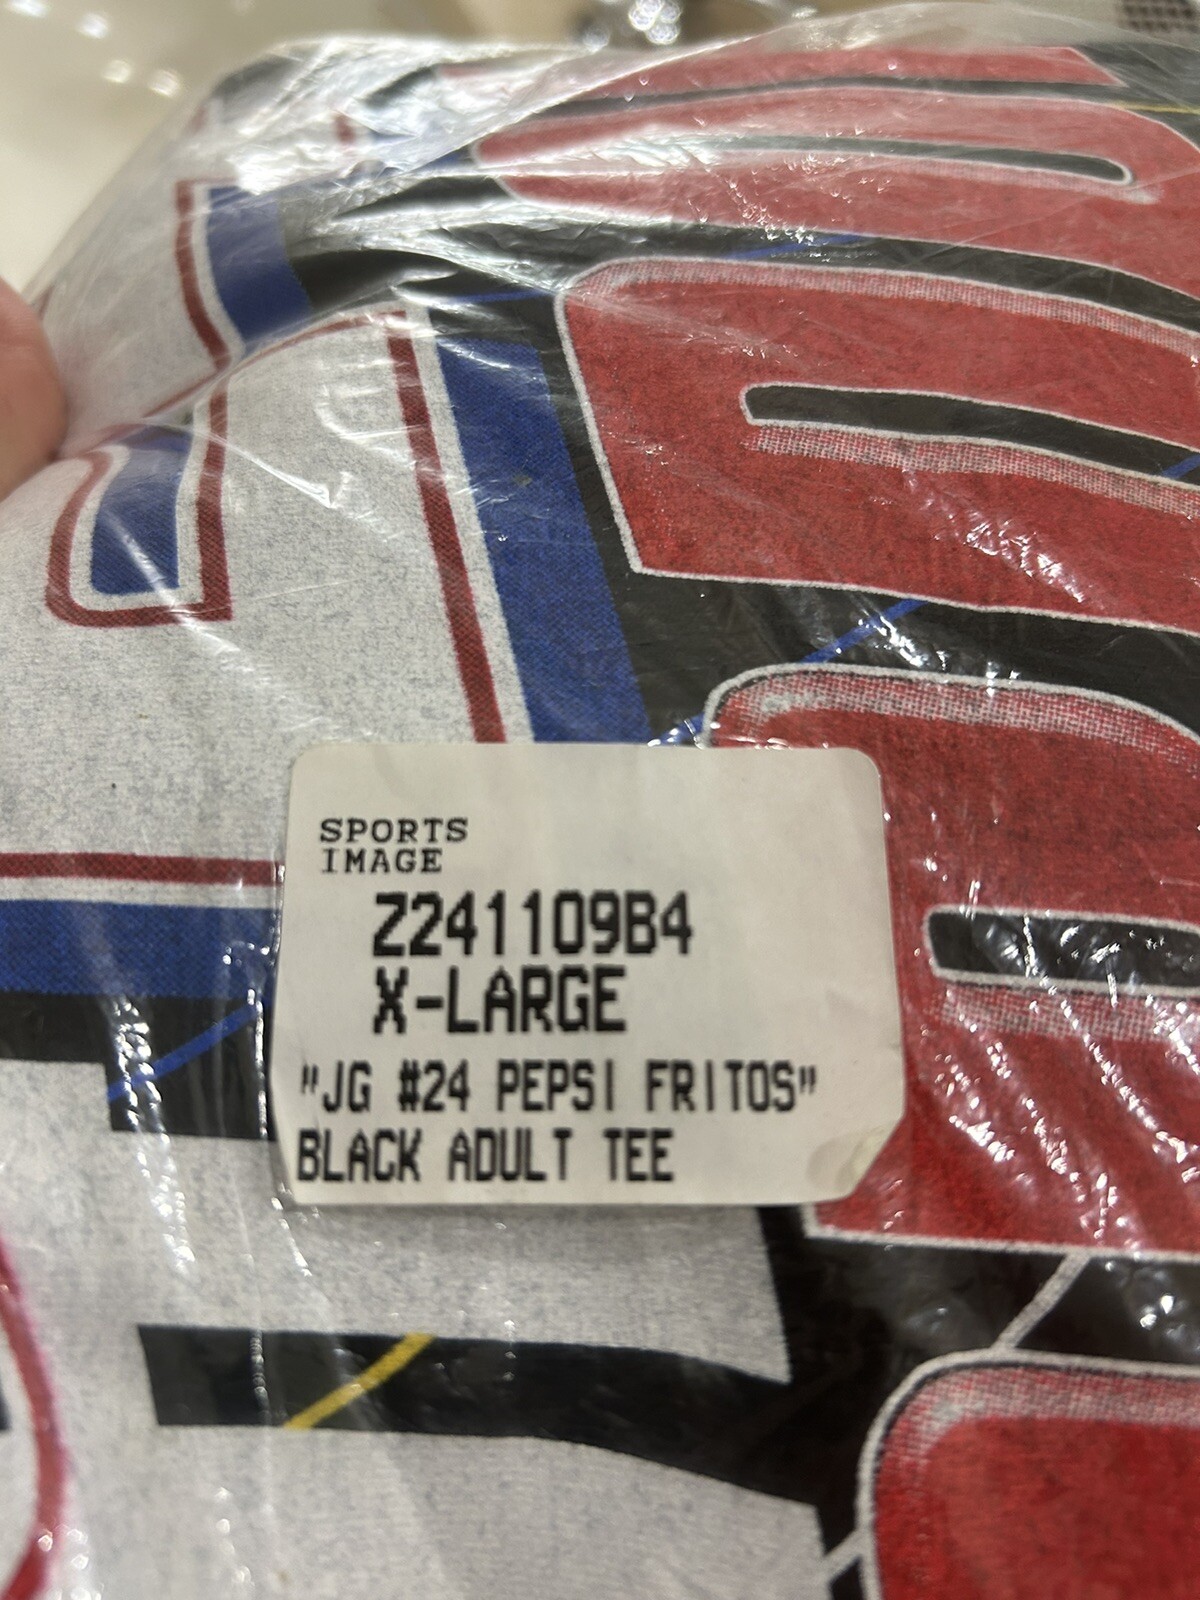 SPORTS
IMAGE
Z241109B4
X-LARGE
"JG #24 PEPSI FRITOS"
BLACK ADULT TEE